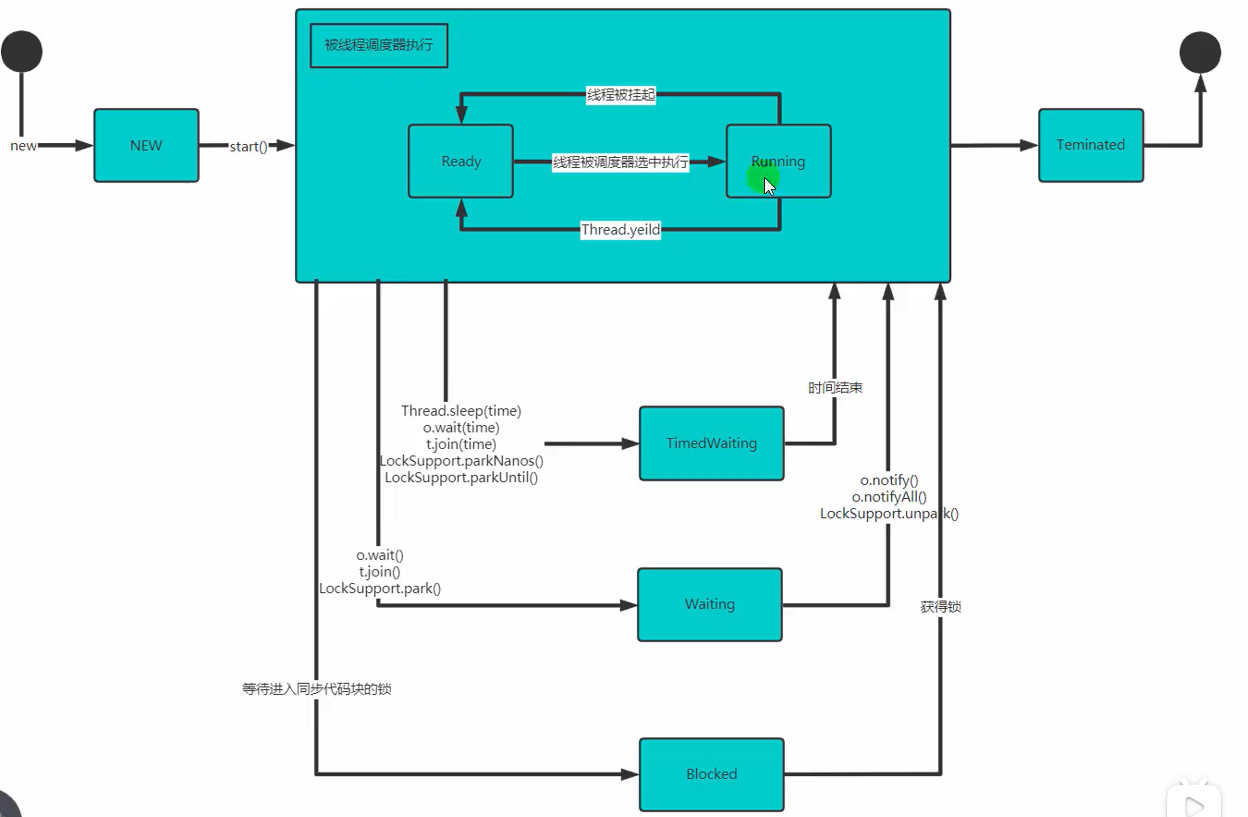 被线程调度器执行
线程被挂起
new
NEW
start()
Ready
线程被调度器选中执行
Running
Teminated
Thread.yeild
时间结束
Thread.sleep(time)
o.wait(time)
t.join(time)
LockSupport.parkNanos()
LockSupport.parkUntil()
TimedWaiting
o.notify()
o.notifyAll()
LockSupport.unpark()
o.wait()
t.join()
LockSupport.park()
Waiting
获得锁
等待进入同步代码块的锁
Blocked